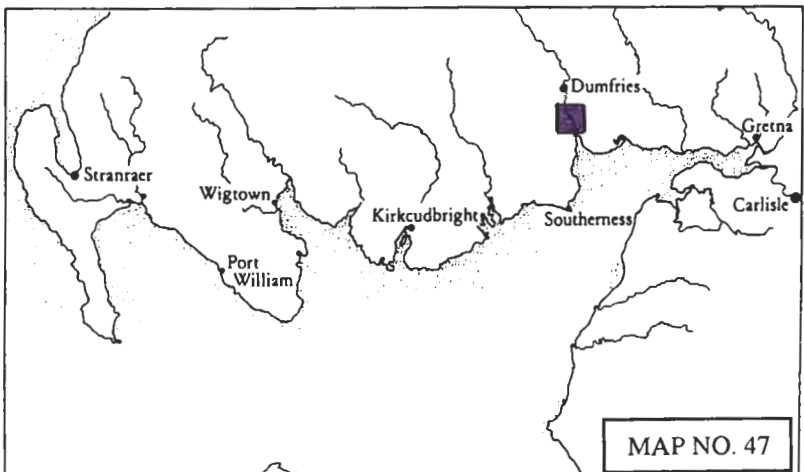 Dumfries
Gretna
Stranraer
Wigtown
Carlisle
Kirkcudbright
Southerness
Port
William
MAP NO. 47